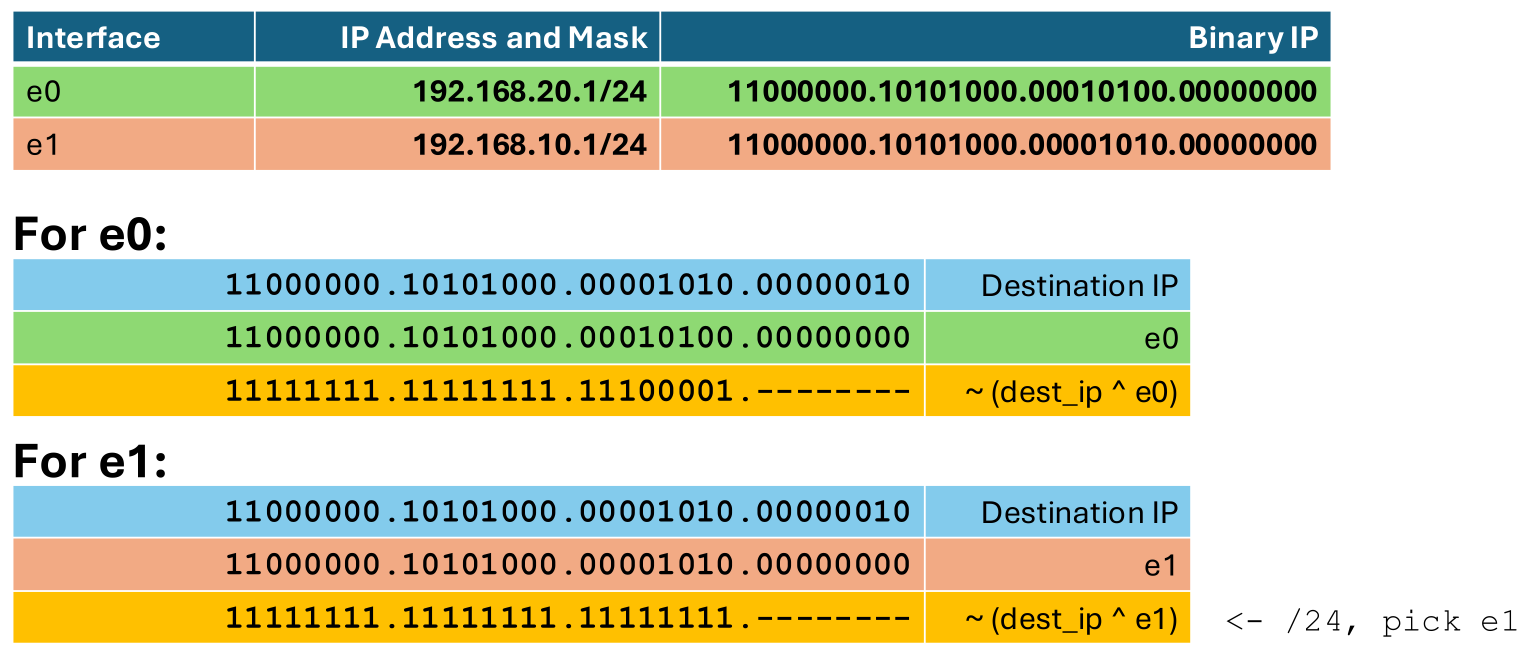 Interface IP Address and Mask Binary IP
e0 192.168.20.1/24 11000000.10101000.00010100.00000000
e1 192.168.10.1/24 11000000.10101000.00001010.00000000
For e0:
11000000.10101000.00001010.00000010 Destination IP
11000000.10101000.00010100.00000000 e0
11111111.11111111.11100001.-------- ~ (dest_ip ^ e0)
For e1:
11000000.10101000.00001010.00000010 Destination IP
11000000.10101000.00001010.00000000 e1
11111111.11111111.11111111.-------- ~ (dest_ip ^ e1) <- /24, pick e1